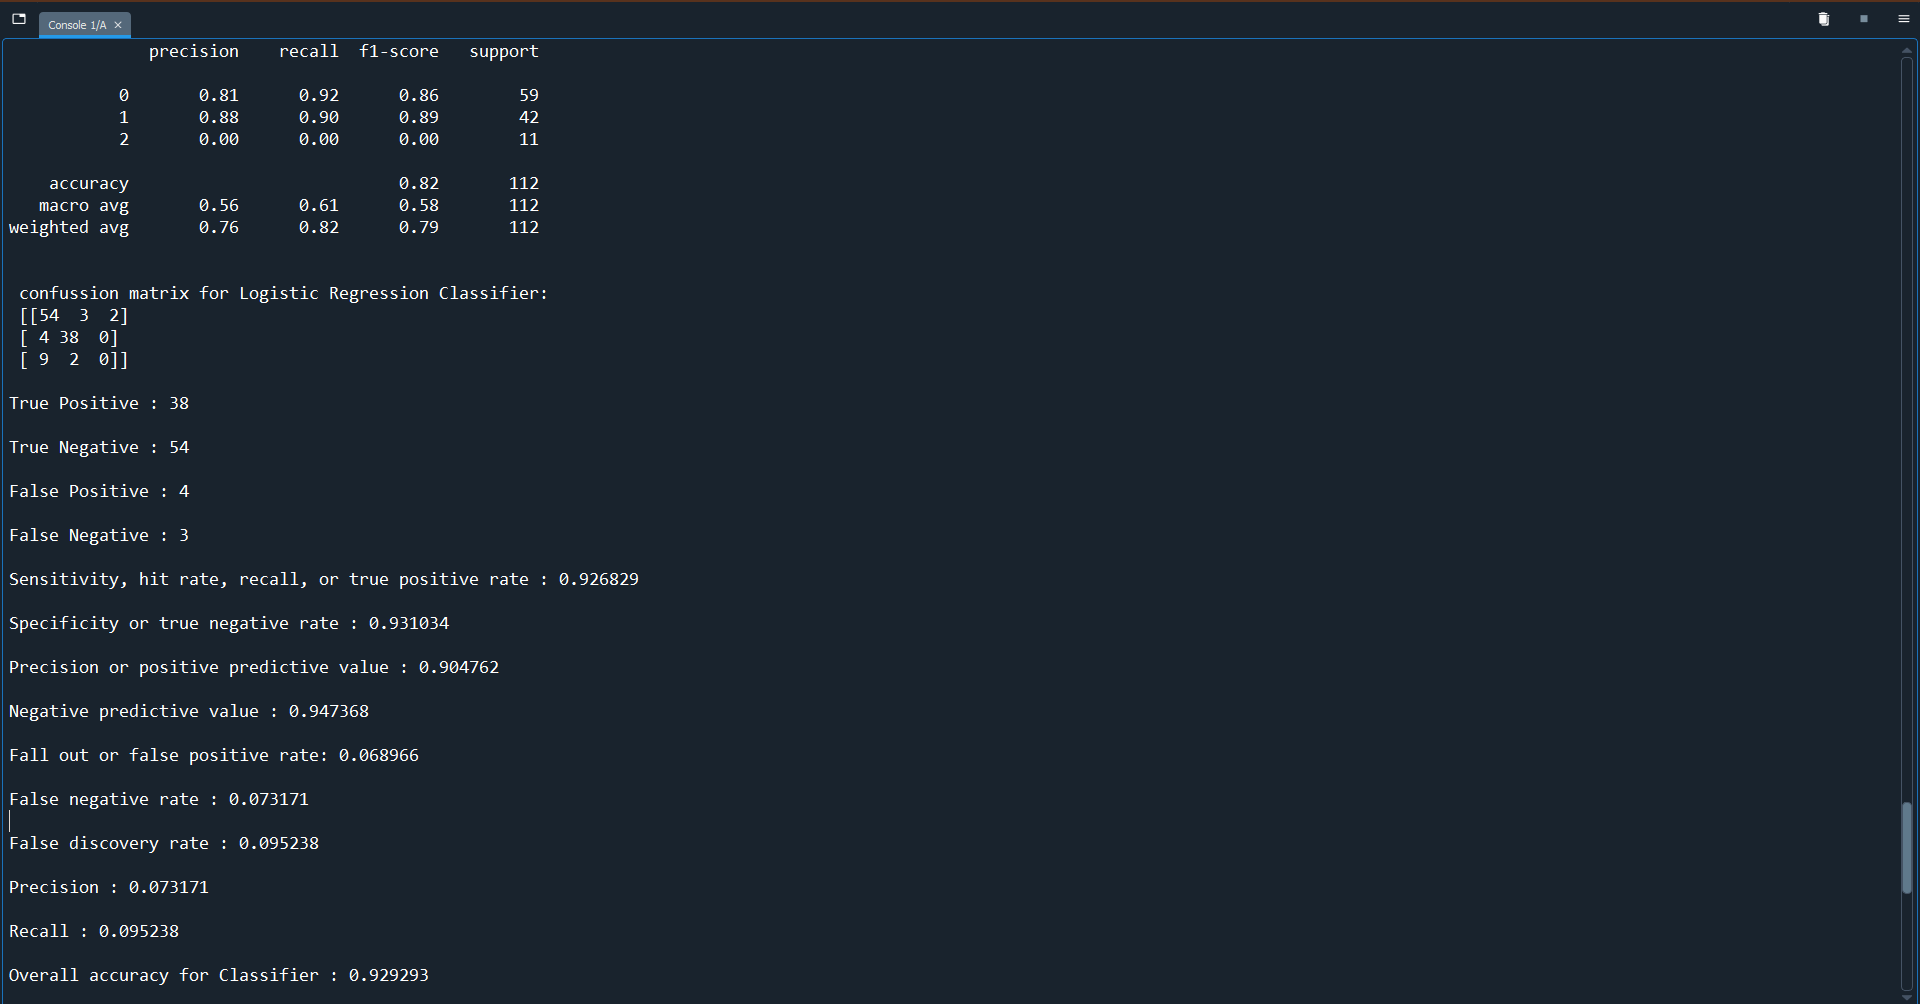 Console 1/A
precision recall f1-score support
0 0.81 0.92 0.86 59
1 0.88 0.90 0.89 42
2 0.00 0.00 0.00 11
accuracy 0.82 112
macro avg 0.56 0.61 0.58 112
weighted avg 0.76 0.82 0.79 112
confussion matrix for Logistic Regression Classifier:
[[54 3 2]
[ 4 38 0]
[ 9 2 0]]
True Positive : 38
True Negative : 54
False Positive : 4
False Negative : 3
Sensitivity, hit rate, recall, or true positive rate : 0.926829
Specificity or true negative rate : 0.931034
Precision or positive predictive value : 0.904762
Negative predictive value : 0.947368
Fall out or false positive rate: 0.068966
False negative rate : 0.073171
False discovery rate : 0.095238
Precision : 0.073171
Recall : 0.095238
Overall accuracy for Classifier : 0.929293